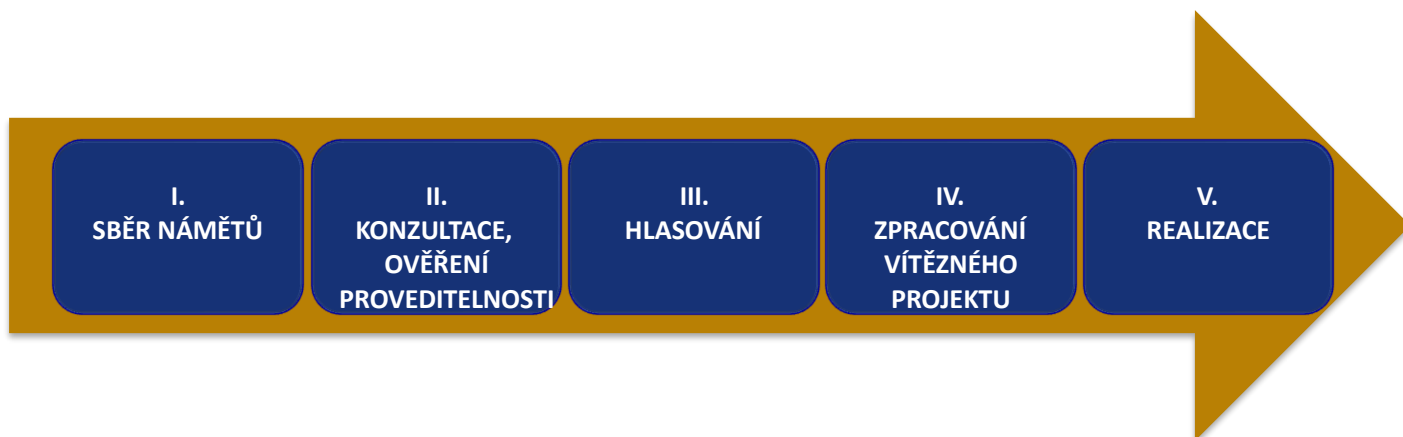 I.
SBĚR NÁMĚTŮ
II.
KONZULTACE,
OVĚŘENÍ
PROVEDITELNOSTI
III.
HLASOVÁNÍ
IV.
ZPRACOVÁNÍ
VÍTĚZNÉHO
PROJEKTU
V.
REALIZACE